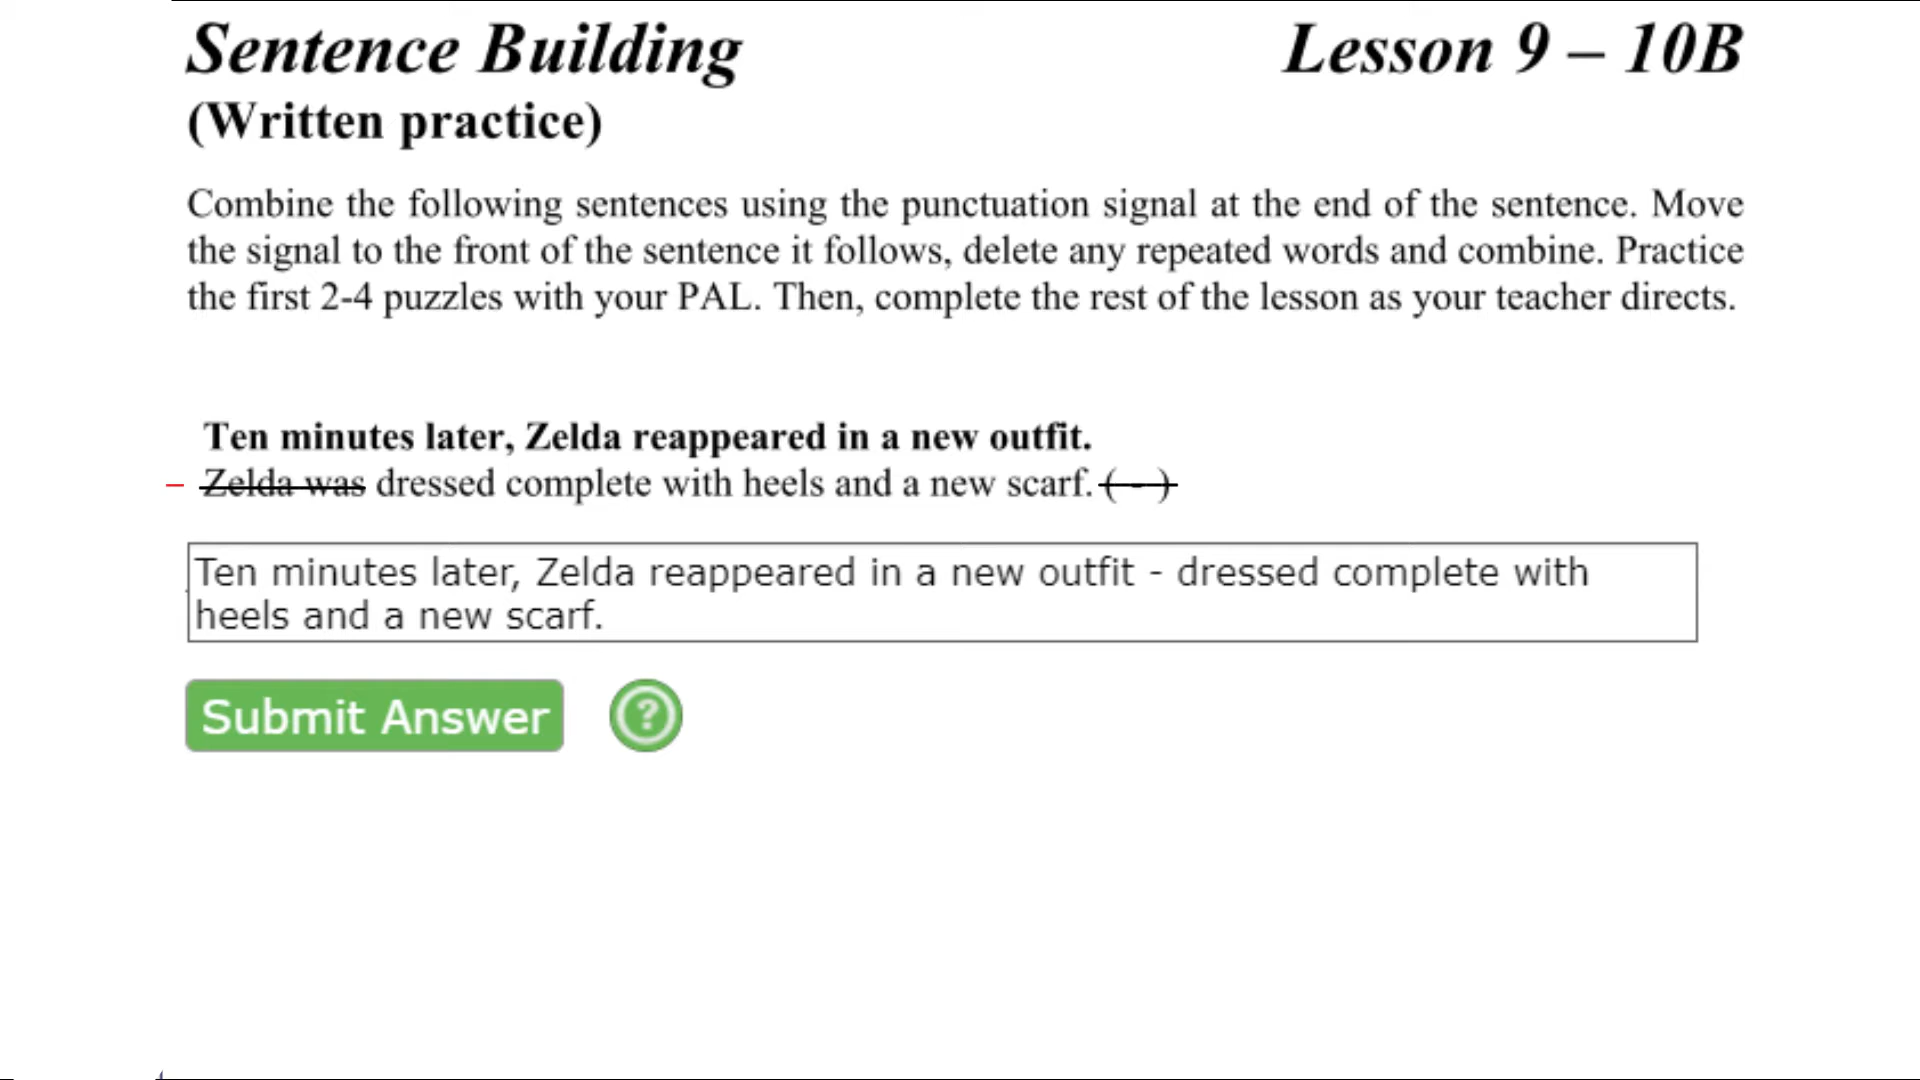 Sentence Building Lesson 9 – 10B
(Written practice)
Combine the following sentences using the punctuation signal at the end of the sentence. Move
the signal to the front of the sentence it follows, delete any repeated words and combine. Practice
the first 2-4 puzzles with your PAL. Then, complete the rest of the lesson as your teacher directs.
Ten minutes later, Zelda reappeared in a new outfit.
– Zelda was dressed complete with heels and a new scarf. ( - )
Ten minutes later, Zelda reappeared in a new outfit - dressed complete with
heels and a new scarf.
Submit Answer ?